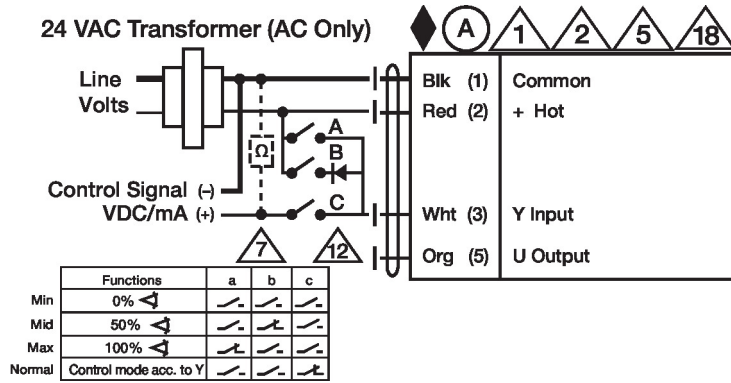 24 VAC Transformer (AC Only)
A 1 2 5 18
Line
Volts
Blk (1) Common
Red (2) + Hot
A
B
Ω
C
Control Signal (-)
VDC/mA (+)
Wht (3) Y Input
Org (5) U Output
7
12
Functions a b c
Min 0%
Mid 50%
Max 100%
Normal Control mode acc. to Y